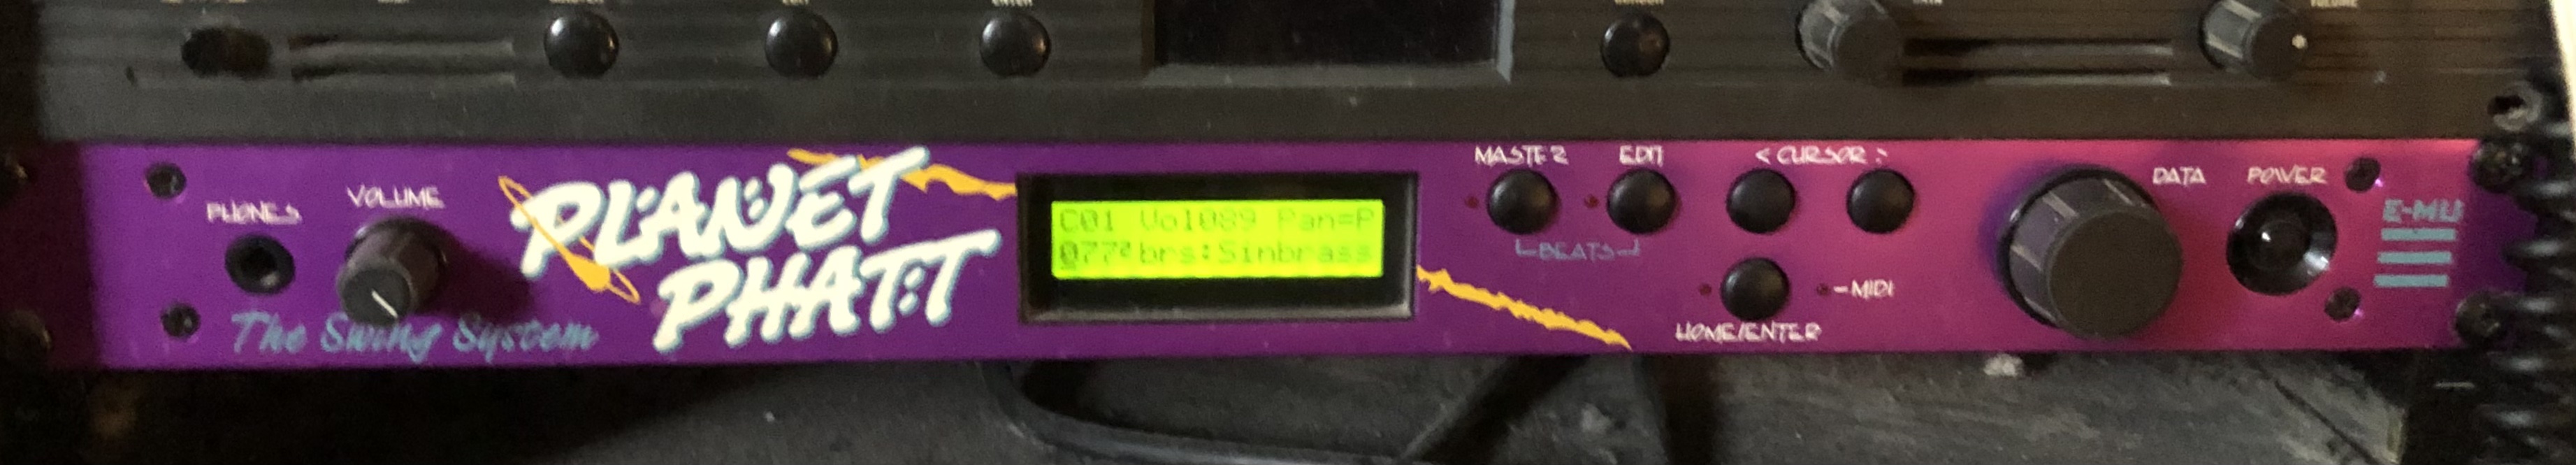 PHONES
VOLUME
PLANET
PHATT
The Swing System
C01 Vol089 Pan=P
brs:Sinbrass
MASTER
EDIT
< CURSOR >
BEATS
HOME/ENTER
MIDI
DATA
POWER
E-MU